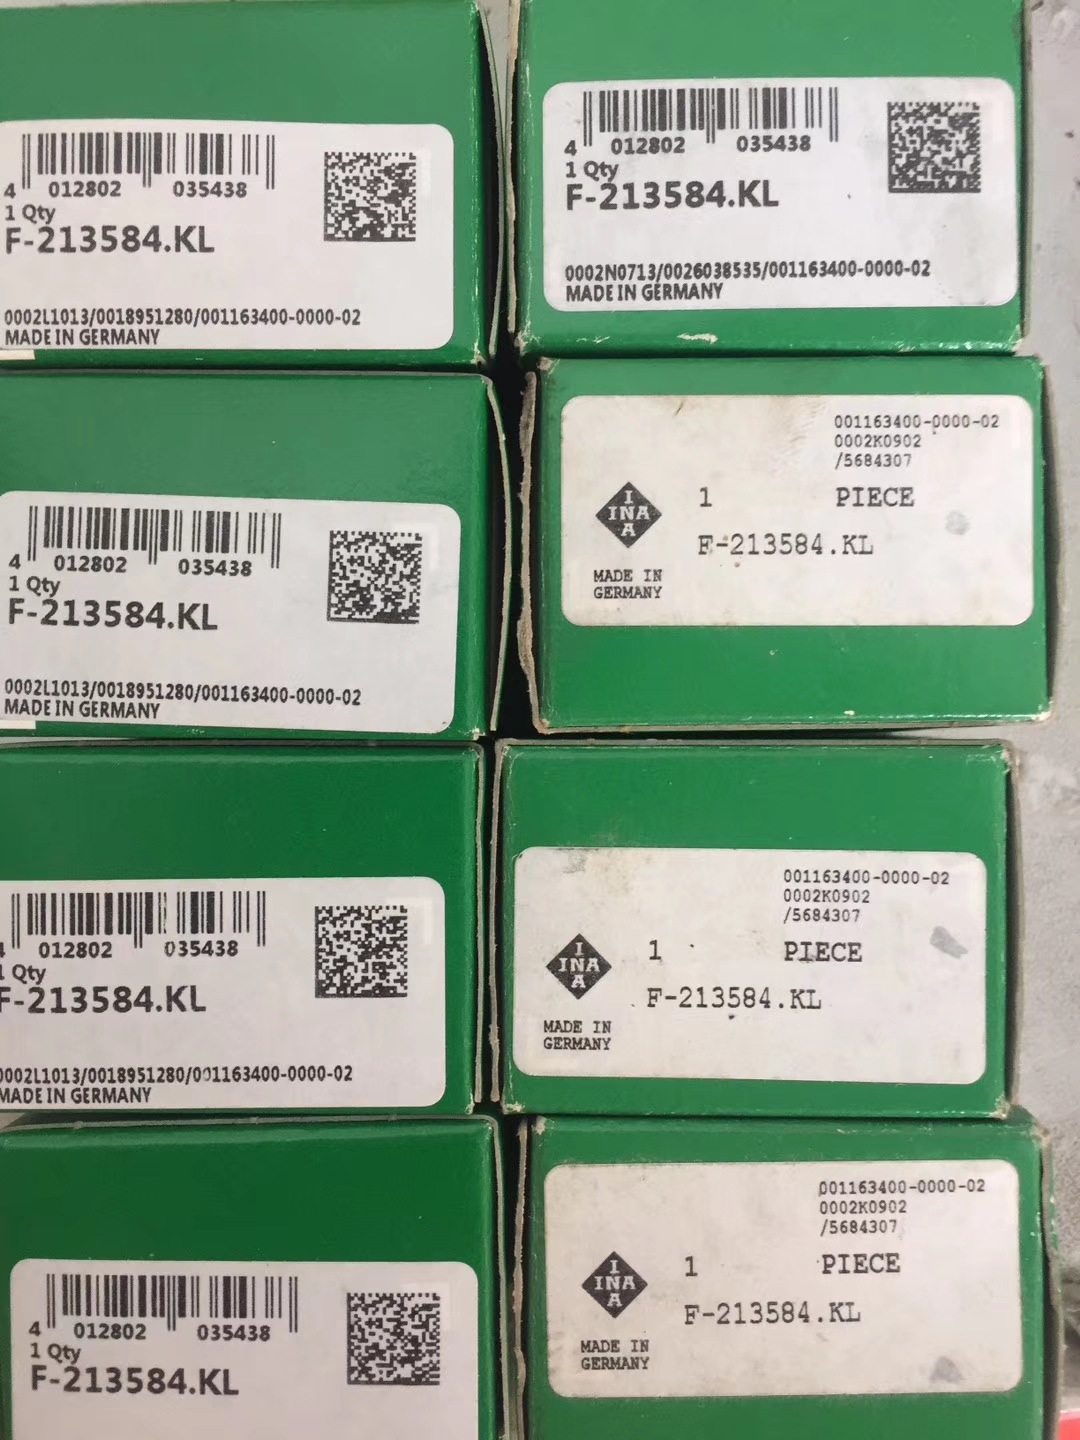 4 012802 035438
1 Qty
F-213584.KL
0002L1013/0018951280/001163400-0000-02
MADE IN GERMANY
4 012802 035438
1 Qty
F-213584.KL
0002N0713/0026038535/001163400-0000-02
MADE IN GERMANY
4 012802 035438
1 Qty
F-213584.KL
0002L1013/0018951280/001163400-0000-02
MADE IN GERMANY
001163400-0000-02
0002K0902
/5684307
I
INA
A
1 PIECE
F-213584.KL
MADE IN
GERMANY
4 012802 035438
1 Qty
F-213584.KL
0002L1013/0018951280/001163400-0000-02
MADE IN GERMANY
001163400-0000-02
0002K0902
/5684307
I
INA
A
1 PIECE
F-213584.KL
MADE IN
GERMANY
4 012802 035438
1 Qty
F-213584.KL
001163400-0000-02
0002K0902
/5684307
I
INA
A
1 PIECE
F-213584.KL
MADE IN
GERMANY